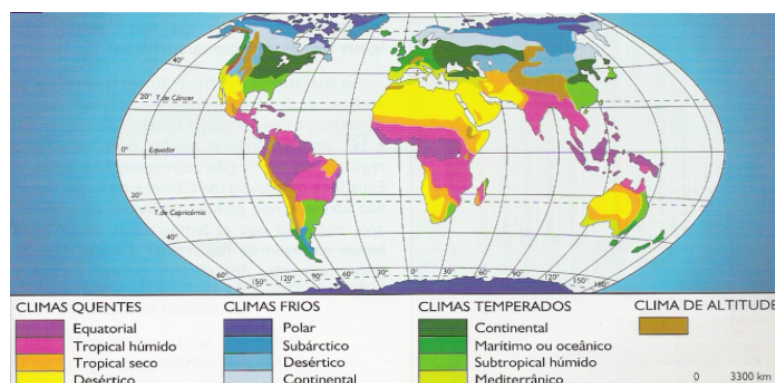 40°
20° T. de Câncer
0° Equador
20°
T. de Capricórnio
40°
60° 150° 120° 90° 60° 30° 0° 30° 60° 90° 120° 150° 180°
CLIMAS QUENTES
Equatorial
Tropical húmido
Tropical seco
Desértico
CLIMAS FRIOS
Polar
Subárctico
Desértico
Continental
CLIMAS TEMPERADOS
Continental
Marítimo ou oceânico
Subtropical húmido
Mediterrânico
CLIMA DE ALTITUDE
0 3300 km